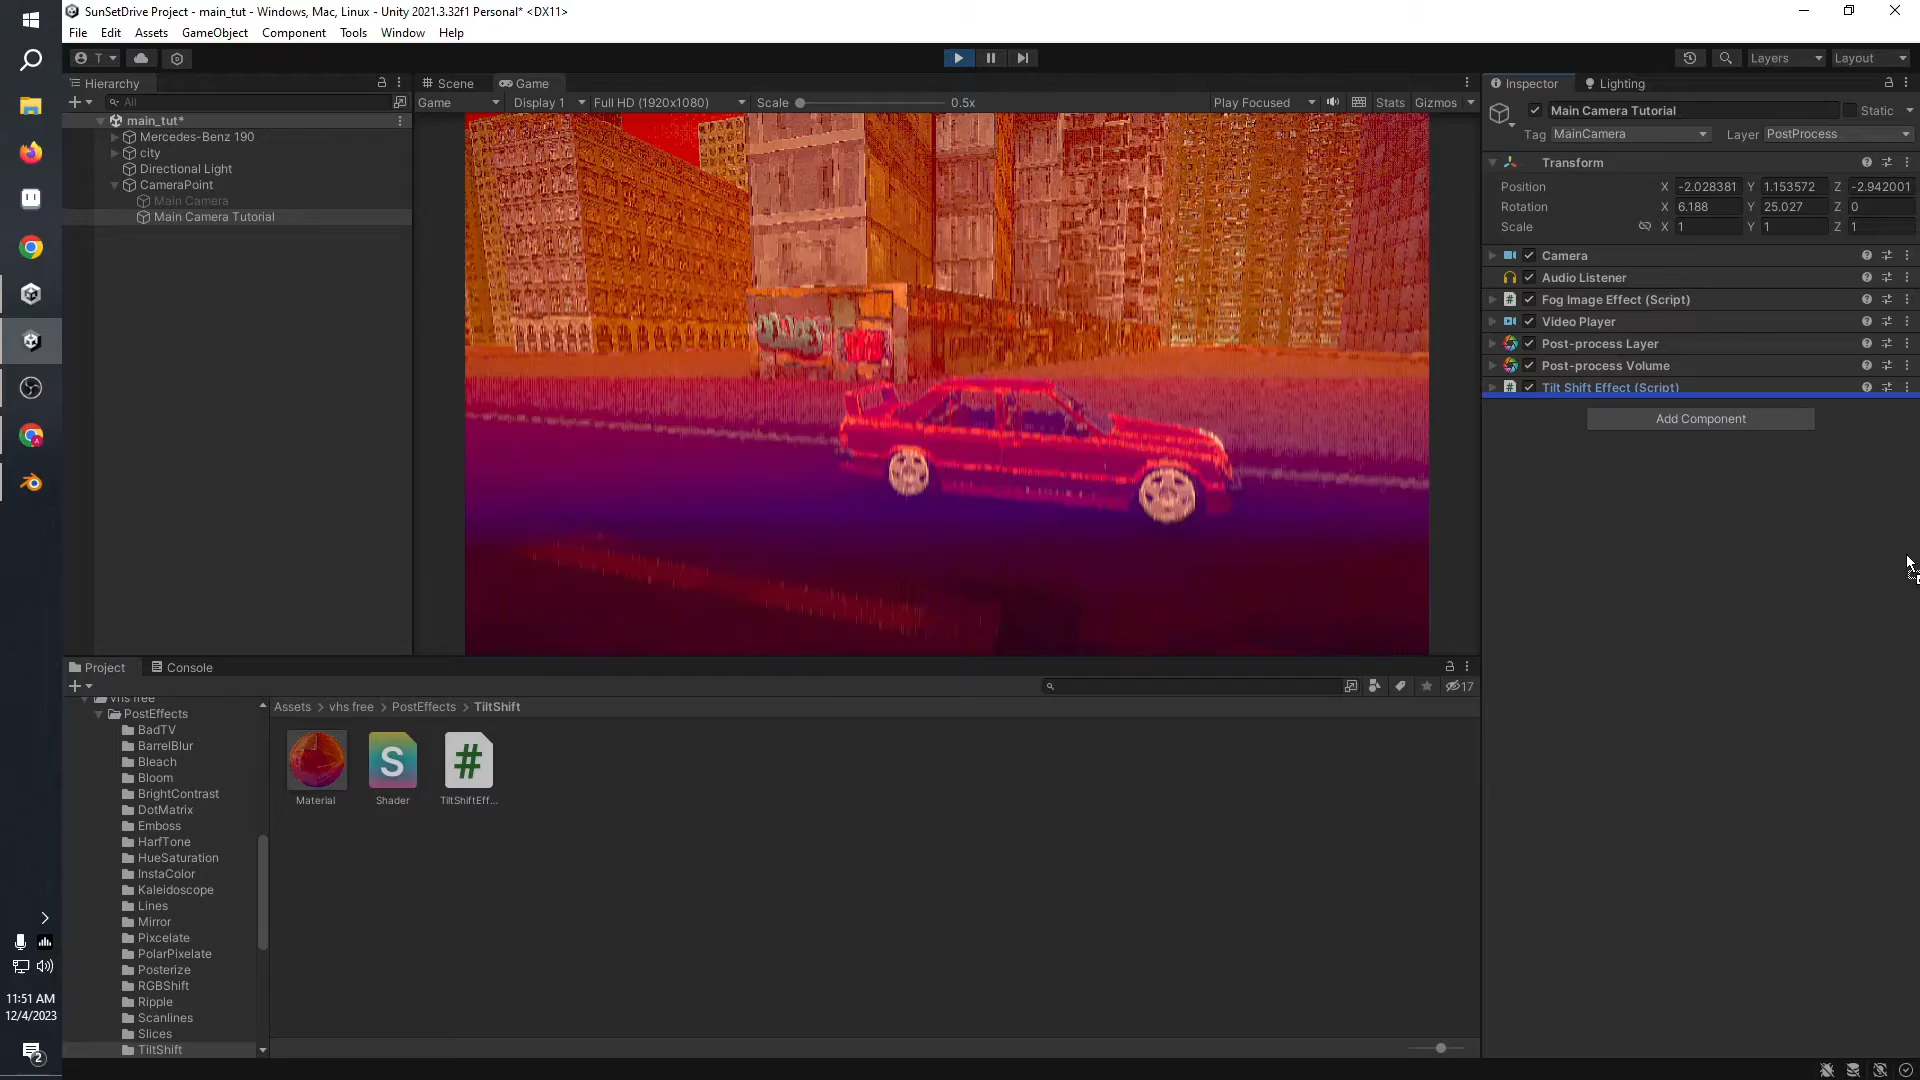 SunSetDrive Project - main_tut - Windows, Mac, Linux - Unity 2021.3.32f1 Personal* <DX11>
File Edit Assets GameObject Component Tools Window Help
T
Layers Layout
Hierarchy
All
main_tut*
Mercedes-Benz 190
city
Directional Light
CameraPoint
Main Camera
Main Camera Tutorial
Scene Game
Game Display 1 Full HD (1920x1080) Scale 0.5x Play Focused Stats Gizmos
Inspector Lighting
Main Camera Tutorial Static
Tag MainCamera Layer PostProcess
Transform
Position X -2.028381 Y 1.153572 Z -2.942001
Rotation X 6.188 Y 25.027 Z 0
Scale X 1 Y 1 Z 1
Camera
Audio Listener
# Fog Image Effect (Script)
Video Player
Post-process Layer
Post-process Volume
# Tilt Shift Effect (Script)
Add Component
Project Console
17
vhs free
PostEffects
BadTV
BarrelBlur
Bleach
Bloom
BrightContrast
DotMatrix
Emboss
HarfTone
HueSaturation
InstaColor
Kaleidoscope
Lines
Mirror
Pixcelate
PolarPixelate
Posterize
RGBShift
Ripple
Scanlines
Slices
TiltShift
Assets > vhs free > PostEffects > TiltShift
S #
Material Shader TiltShiftEff...
11:51 AM
12/4/2023
2